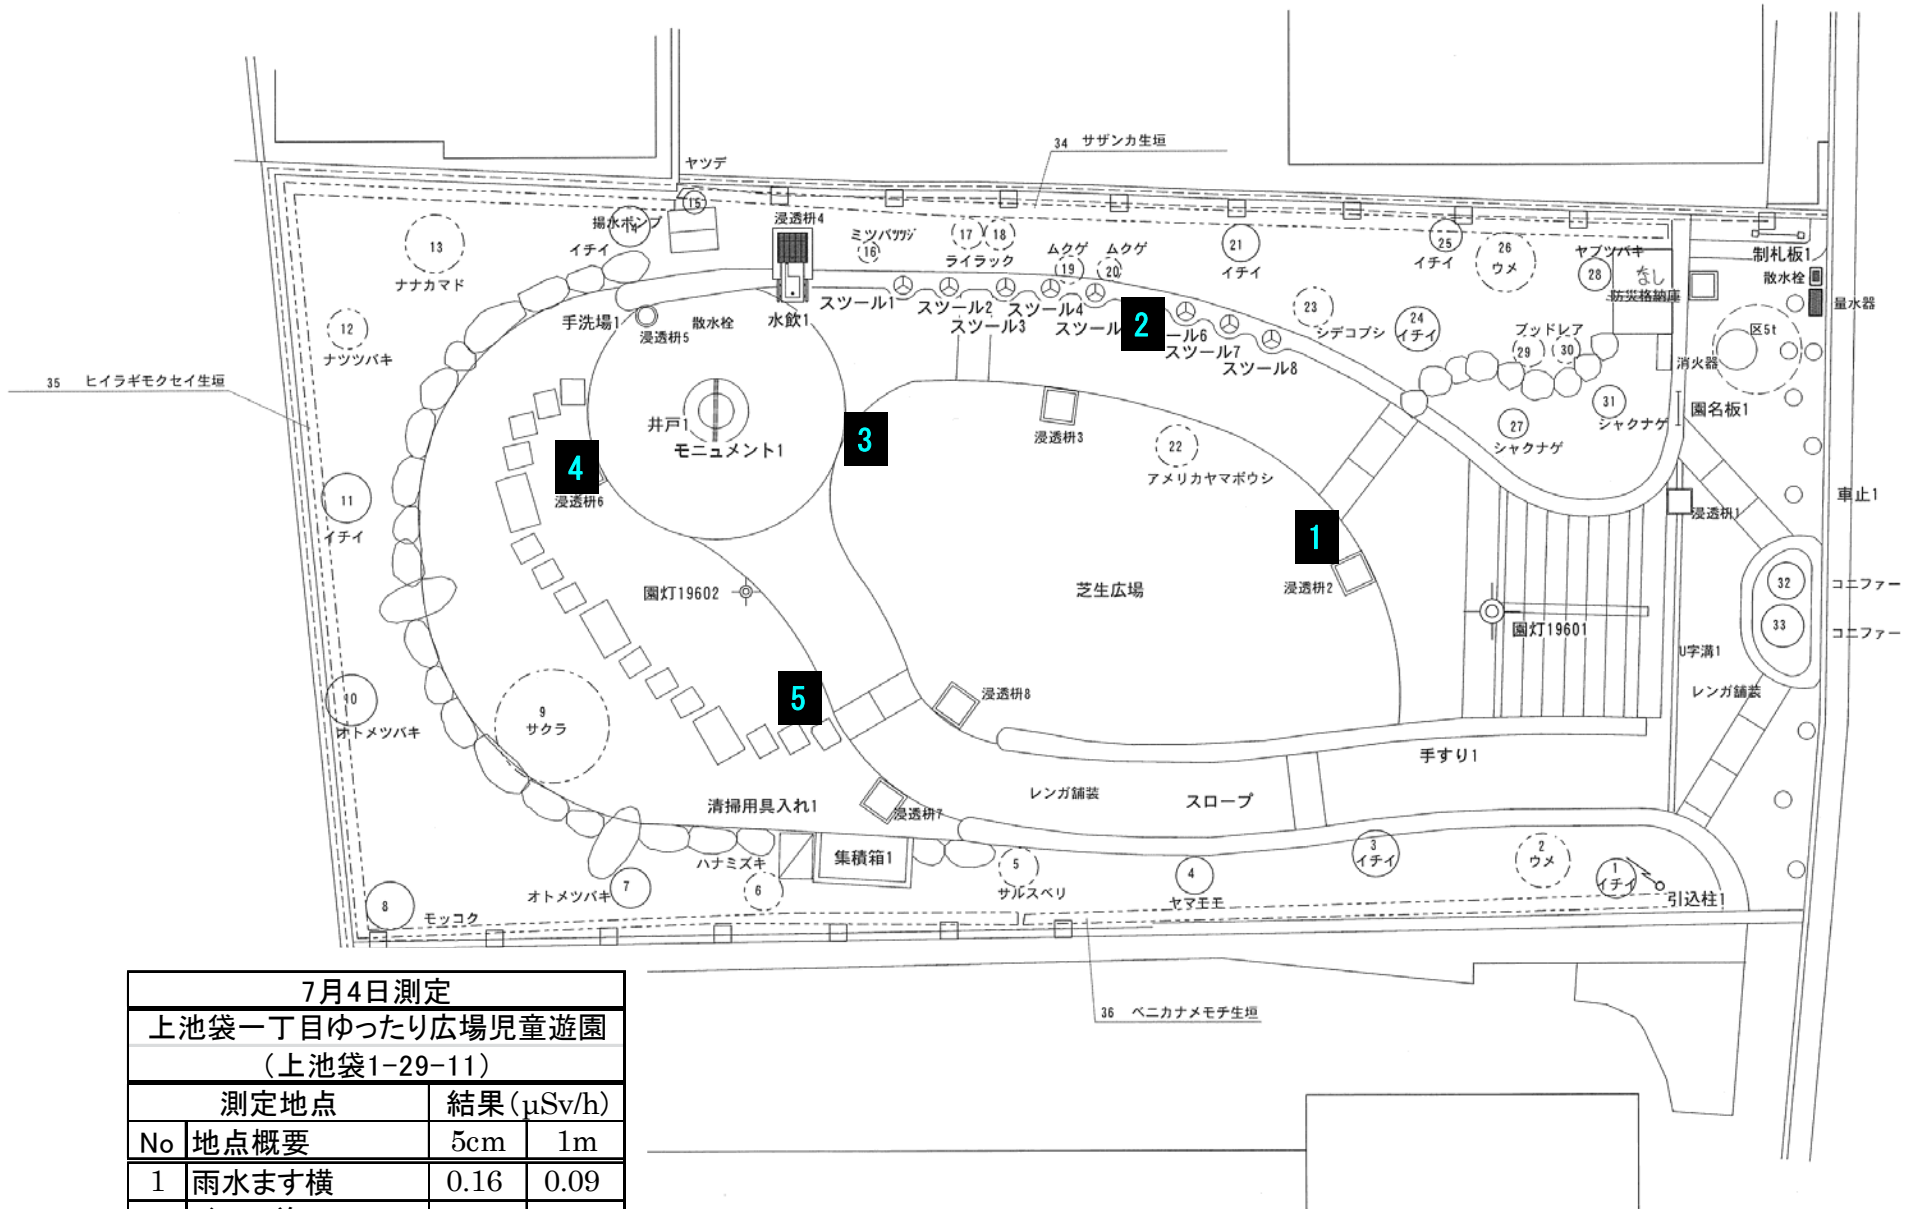 34 サザンカ生垣
ヤツデ
15
揚水ポンプ
14
イチイ
浸透桝4
ミツバツツジ
16
17
18
ライラック
ムクゲ
19
ムクゲ
20
21
イチイ
25
イチイ
26
ウメ
ヤブツバキ
28
なし
防災格納庫
制札板1
散水栓
量水器
13
ナナカマド
12
ナツツバキ
手洗場1
浸透桝5
散水栓
水飲1
スツール1
スツール2
スツール3
スツール4
スツール
2
ール6
スツール7
スツール8
23
シデコブシ
24
イチイ
ブッドレア
29
30
31
シャクナゲ
27
シャクナゲ
消火器
区5t
園名板1
35 ヒイラギモクセイ生垣
井戸1
モニュメント1
3
4
浸透桝6
浸透桝3
22
アメリカヤマボウシ
1
浸透桝2
浸透桝1
車止1
11
イチイ
園灯19602
芝生広場
園灯19601
32
コニファー
33
コニファー
U字溝1
レンガ舗装
10
オトメツバキ
9
サクラ
5
浸透桝8
手すり1
清掃用具入れ1
浸透桝7
レンガ舗装
スロープ
集積箱1
ハナミズキ
6
オトメツバキ
7
8
モッコク
5
サルスベリ
4
ヤマモモ
3
イチイ
2
ウメ
1
イチイ
引込柱1
36 ベニカナメモチ生垣
7月4日測定
上池袋一丁目ゆったり広場児童遊園
（上池袋1-29-11）
測定地点 結果（μSv/h）
No 地点概要 5cm 1m
1 雨水ます横 0.16 0.09